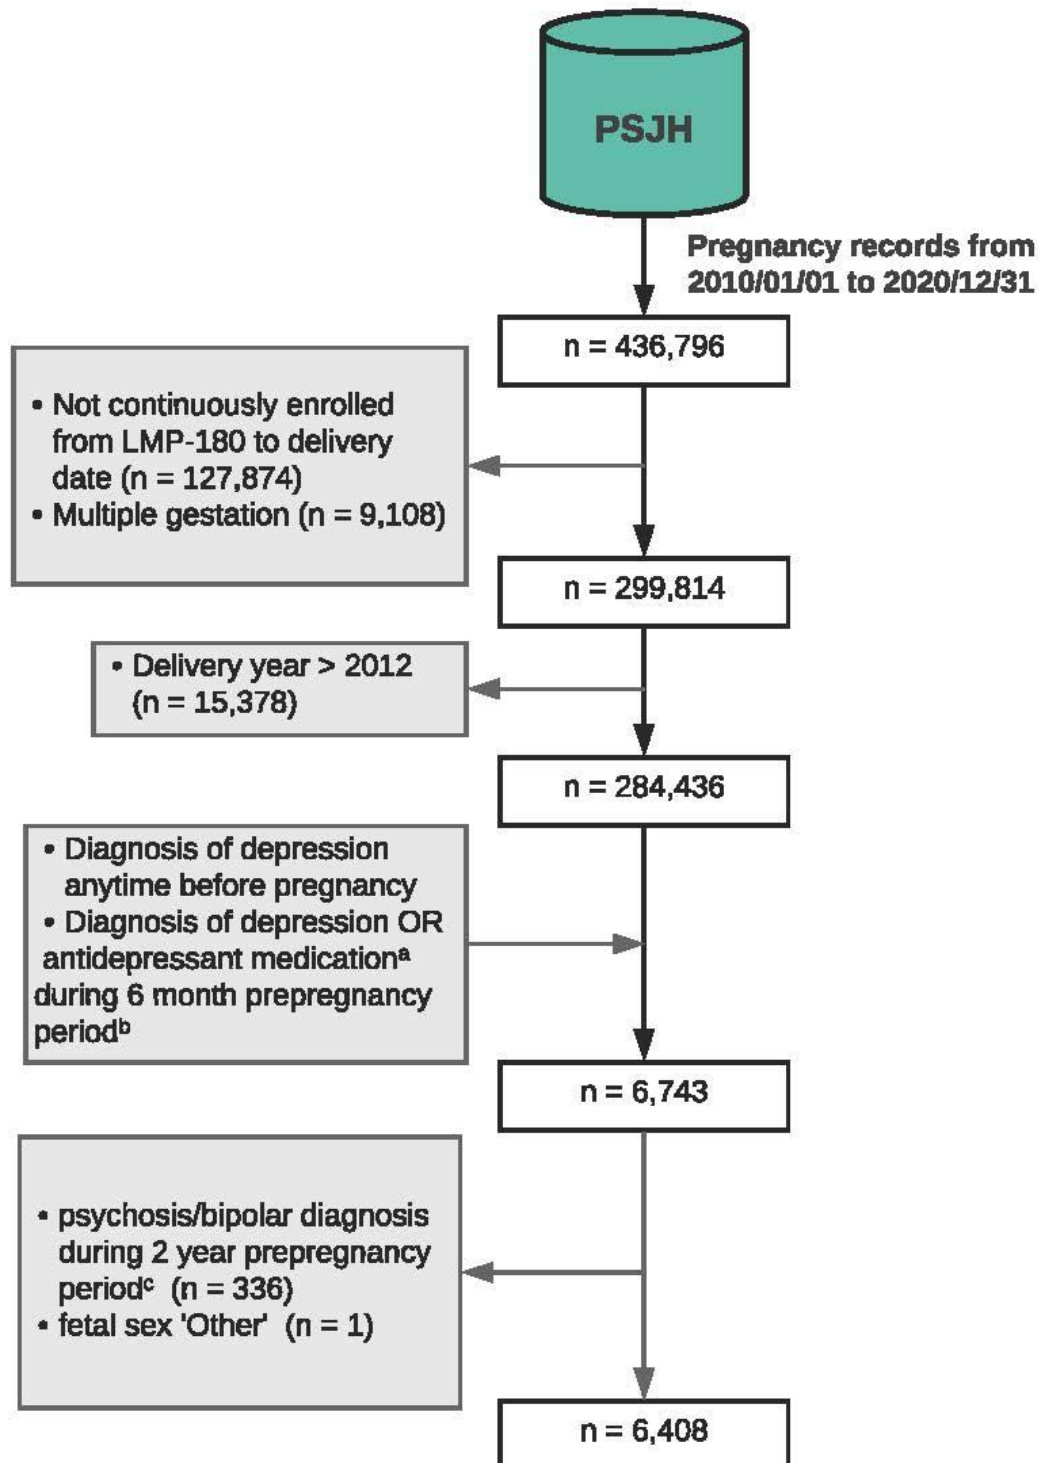 PSJH
Pregnancy records from
2010/01/01 to 2020/12/31
n = 436,796
• Not continuously enrolled
from LMP-180 to delivery
date (n = 127,874)
• Multiple gestation (n = 9,108)
n = 299,814
• Delivery year > 2012
(n = 15,378)
n = 284,436
• Diagnosis of depression
anytime before pregnancy
• Diagnosis of depression OR
antidepressant medicationᵃ
during 6 month prepregnancy
periodᵇ
n = 6,743
• psychosis/bipolar diagnosis
during 2 year prepregnancy
periodᶜ (n = 336)
• fetal sex 'Other' (n = 1)
n = 6,408